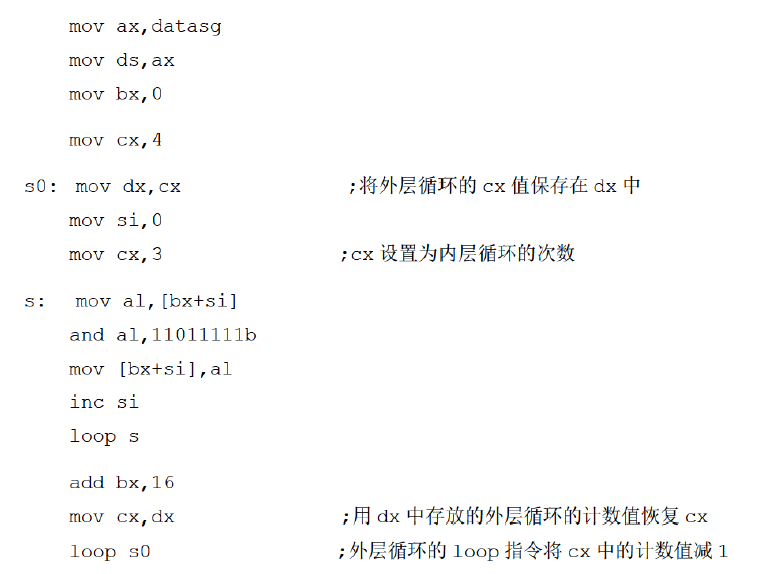 mov ax,datasg
mov ds,ax
mov bx,0
mov cx,4
s0: mov dx,cx ;将外层循环的 cx 值保存在 dx 中
mov si,0
mov cx,3 ;cx 设置为内层循环的次数
s: mov al,[bx+si]
and al,11011111b
mov [bx+si],al
inc si
loop s
add bx,16
mov cx,dx ;用 dx 中存放的外层循环的计数值恢复 cx
loop s0 ;外层循环的 loop 指令将 cx 中的计数值减 1